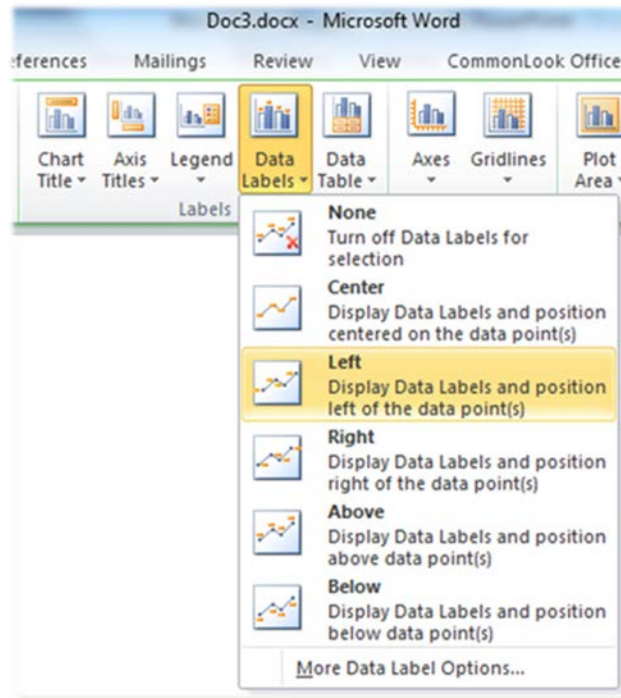 Doc3.docx - Microsoft Word
eferences Mailings Review View CommonLook Office
Chart Axis Legend Data Data Axes Gridlines Plot
Title Titles Labels Table Area
Labels
None
Turn off Data Labels for
selection
Center
Display Data Labels and position
centered on the data point(s)
Left
Display Data Labels and position
left of the data point(s)
Right
Display Data Labels and position
right of the data point(s)
Above
Display Data Labels and position
above data point(s)
Below
Display Data Labels and position
below data point(s)
More Data Label Options...